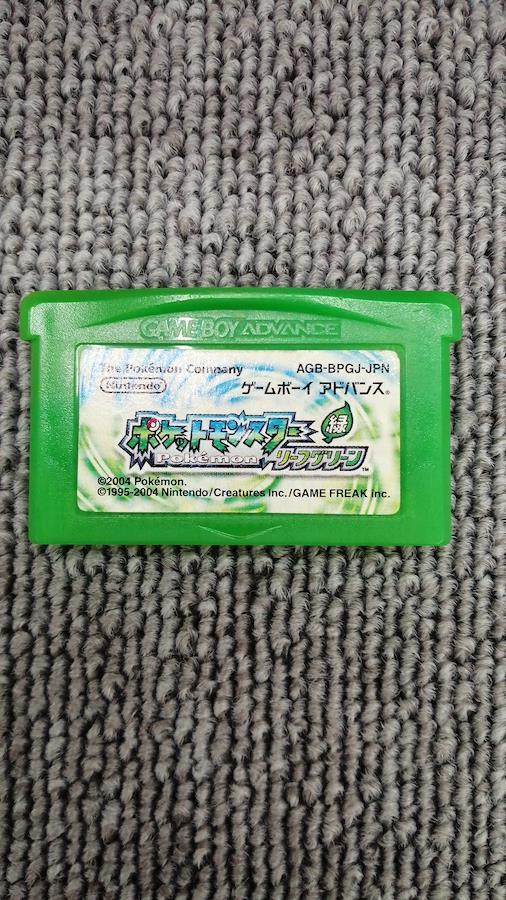 GAME BOY ADVANCE
The Pokémon Company AGB-BPGJ-JPN
Nintendo ゲームボーイ アドバンス®
ポケットモンスター 緑
Pokémon リーフグリーン™
©2004 Pokémon.
©1995-2004 Nintendo/Creatures Inc./GAME FREAK inc.